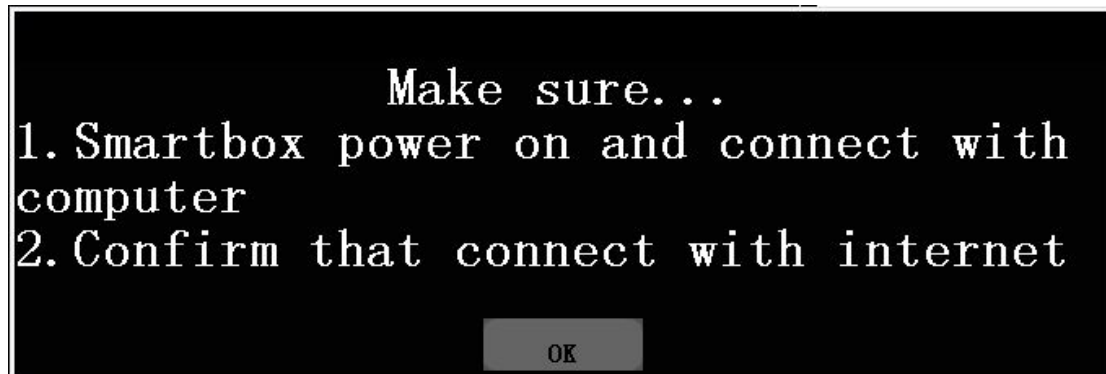 Make sure...
1. Smartbox power on and connect with
computer
2. Confirm that connect with internet
OK